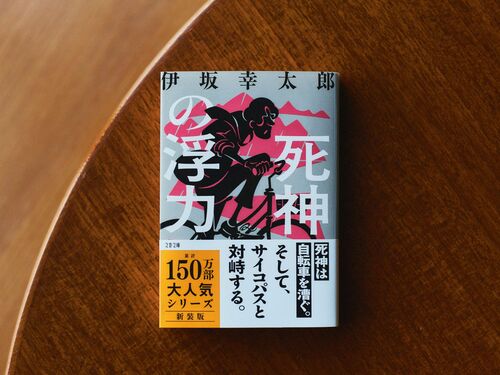 伊坂幸太郎
死神
の浮力
文春文庫
死神は
自転車を漕ぐ。
そして、
サイコパスと
対峙する。
累計
150万部
大人気
シリーズ
新装版